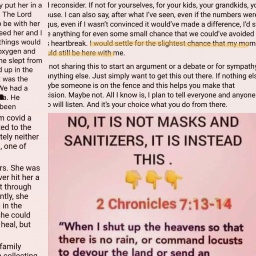 y put her in a
The Lord
o be with her
eed her and I
things would
oxygen and
he slept from
d up in the
was the
We had a
He
been
m covid a
ed to the
tely neither
, one of
rs. She was
ver hit her a
t through
ently, she
in the
he could
heal, but
family
l reconsider. If not for yourselves, for your kids, your grandkids, yo
use. I can also say, after what I've seen, even if the numbers wer
ous, even if I wasn't convinced it would've made a difference, I'd s
e anything for even some small chance that we could've avoided
s heartbreak. I would settle for the slightest chance that my mom
uld still be here with me.
not sharing this to start an argument or a debate or for sympathy
anything else. Just simply want to get this out there. If nothing els
ybe someone is on the fence and this helps you make that
ision. Maybe not. All I know is, I plan to tell everyone and anyone
o will listen. And it's your choice what you do from there.
NO, IT IS NOT MASKS AND
SANITIZERS, IT IS INSTEAD
THIS .
👇👇👇
2 Chronicles 7:13-14
"When I shut up the heavens so that
there is no rain, or command locusts
to devour the land or send an